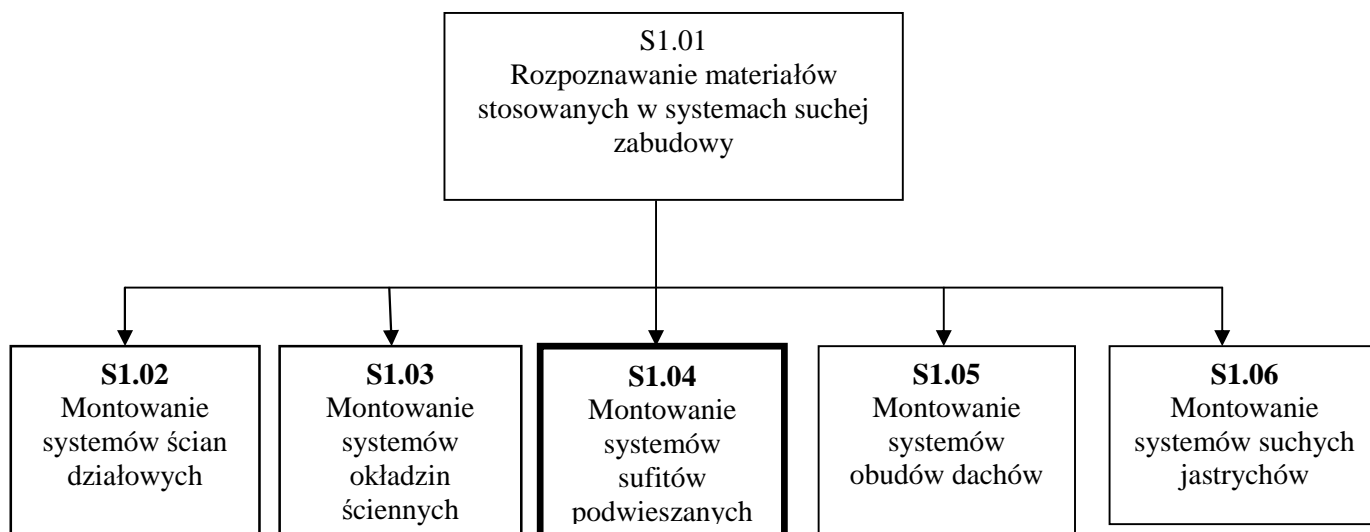 S1.01
Rozpoznawanie materiałów
stosowanych w systemach suchej
zabudowy
S1.02
Montowanie
systemów ścian
działowych
S1.03
Montowanie
systemów
okładzin
ściennych
S1.04
Montowanie
systemów
sufitów
podwieszanych
S1.05
Montowanie
systemów
obudów dachów
S1.06
Montowanie
systemów suchych
jastrychów